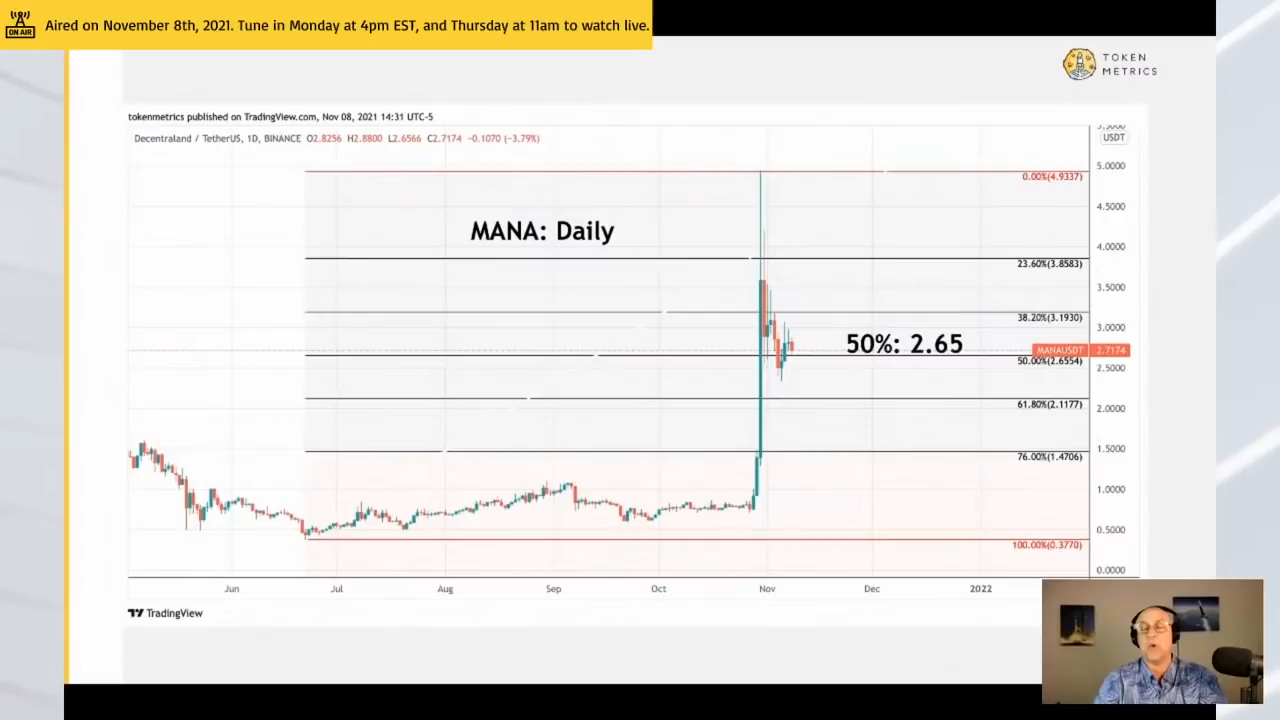 ON AIR
Aired on November 8th, 2021. Tune in Monday at 4pm EST, and Thursday at 11am to watch live.
TOKEN
METRICS
tokenmetrics published on TradingView.com, Nov 08, 2021 14:31 UTC-5
Decentraland / TetherUS, 1D, BINANCE O2.8256 H2.8800 L2.6566 C2.7174 −0.1070 (−3.79%)
USDT
5.0000
0.00%(4.9337)
4.5000
MANA: Daily
4.0000
23.60%(3.8583)
3.5000
38.20%(3.1930)
3.0000
50%: 2.65
MANAUSDT 2.7174
50.00%(2.6554)
2.5000
61.80%(2.1177)
2.0000
1.5000
76.00%(1.4706)
1.0000
0.5000
100.00%(0.3770)
0.0000
Jun Jul Aug Sep Oct Nov Dec 2022
TradingView